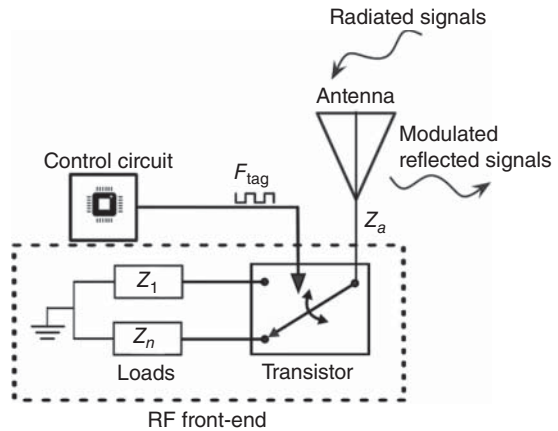 Radiated signals
Antenna
Modulated
reflected signals
Control circuit
F_tag
Z_a
Z_1
Z_n
Loads
Transistor
RF front-end